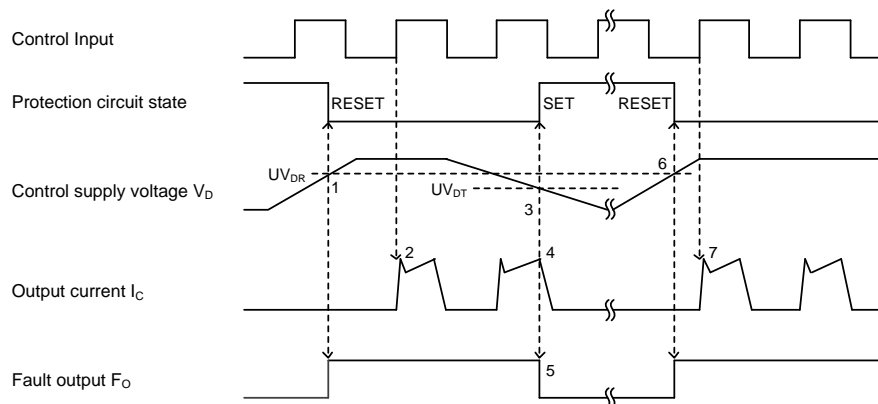 Control Input
Protection circuit state
RESET
SET
RESET
Control supply voltage VD
UVDR
1
UVDT
3
6
Output current IC
2
4
7
Fault output FO
5